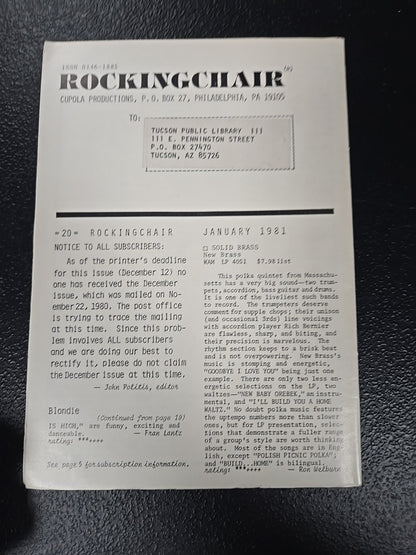 ISSN 0146-1885
ROCKINGCHAIR (R)
CUPOLA PRODUCTIONS, P.O. BOX 27, PHILADELPHIA, PA 19105
TO:
TUCSON PUBLIC LIBRARY
111 E. PENNINGTON STREET
P.O. BOX 27470
TUCSON, AZ 85726
=20= ROCKINGCHAIR JANUARY 1981
NOTICE TO ALL SUBSCRIBERS:
As of the printer's deadline
for this issue (December 12) no
one has received the December
issue, which was mailed on No-
ember 22, 1980. The post office
is trying to trace the mailing
at this time. Since this prob-
lem involves ALL subscribers
and we are doing our best to
rectify it, please do not claim
the December issue at this time.
— John Politis, editor
Blondie
(Continued from page 19)
IS HIGH," are funny, exciting and
danceable. — Fran Lantz
rating: ***++++
See page 5 for subscription information.
□ SOLID BRASS
New Brass
WAM LP 4051 $7.98 list
This polka quintet from Massachu-
setts has a very big sound—two trum-
pets, accordion, bass guitar and drums.
It is one of the liveliest such bands
to record. The trumpeters deserve
comment for supple chops; their unison
(and occasional 3rds) line voicings
with accordion player Rich Bernier
are flawless, sharp, and biting, and
their precision is marvelous. The
rhythm section keeps to a brisk beat
and is not overpowering. New Brass's
music is stomping and energetic,
"GOODBYE I LOVE YOU" being just one
example. There are only two less en-
ergetic selections on the LP, two
waltzes—"NEW BABY OREBEK," an instru-
mental, and "I'LL BUILD YOU A HOME
WALTZ." No doubt polka music features
the uptempo numbers more than slower
ones, but for LP presentation, selec-
tions that demonstrate a fuller range
of a group's style are worth thinking
about. Most of the songs are in Eng-
lish, except "POLISH PICNIC POLKA";
and "BUILD...HOME" is bilingual.
rating: ***++++ — Ron Welburn